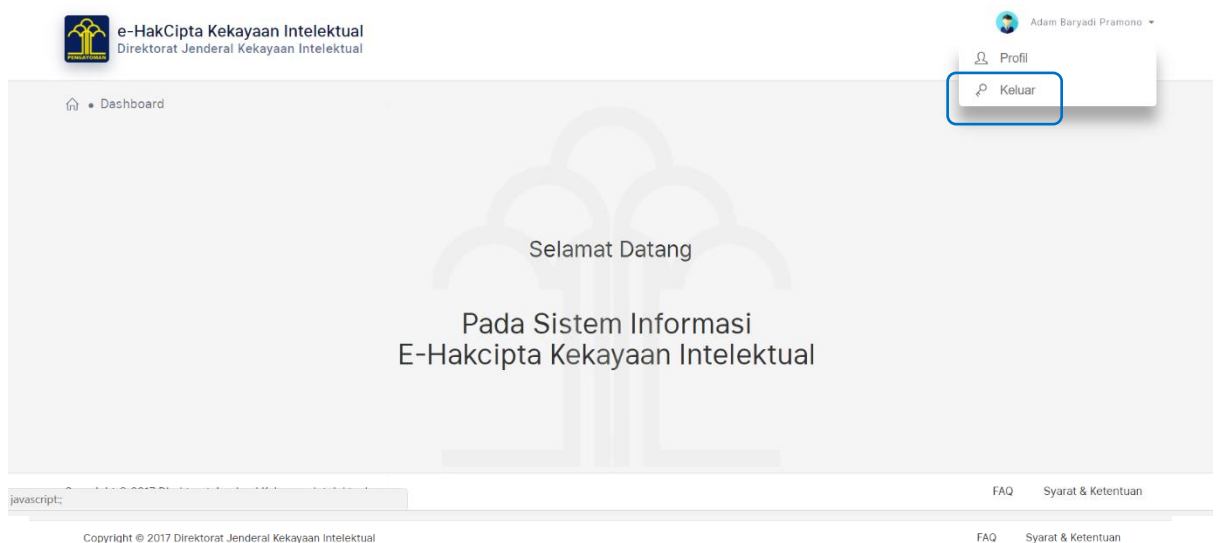 e-HakCipta Kekayaan Intelektual
Direktorat Jenderal Kekayaan Intelektual
PENGAYOMAN
Adam Baryadi Pramono
Profil
Keluar
Dashboard
Selamat Datang
Pada Sistem Informasi
E-Hakcipta Kekayaan Intelektual
FAQ Syarat & Ketentuan
javascript:;
Copyright © 2017 Direktorat Jenderal Kekayaan Intelektual FAQ Syarat & Ketentuan